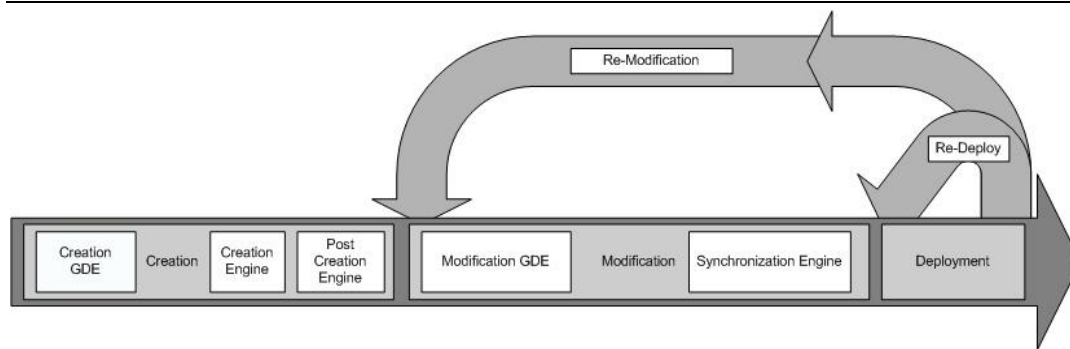 Re-Modification
Re-Deploy
Creation
GDE
Creation
Creation
Engine
Post
Creation
Engine
Modification GDE
Modification
Synchronization Engine
Deployment